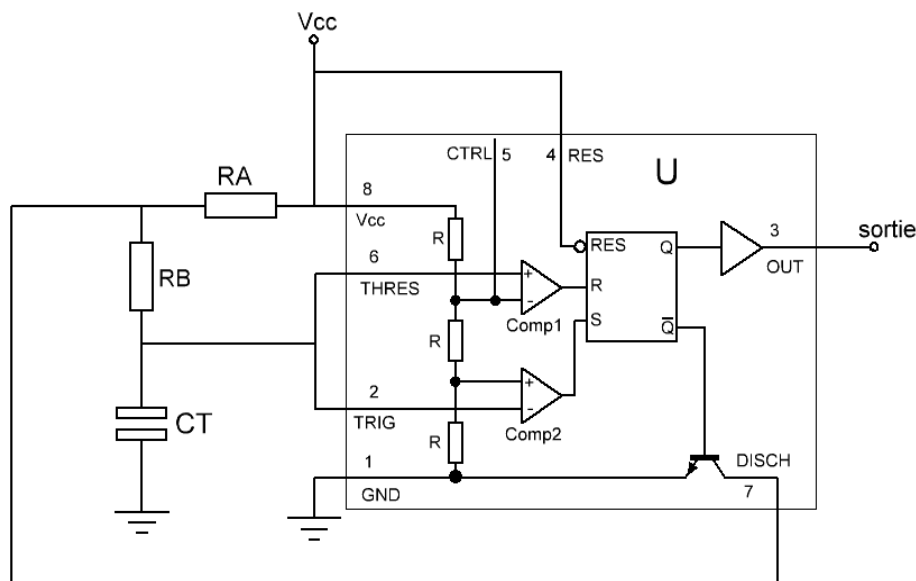 Vcc
CTRL 5
4 RES
U
RA
8
Vcc
R
sortie
RES
Q
3
OUT
RB
6
THRES
+
-
R
Comp1
S
Q̅
R
2
TRIG
+
-
Comp2
CT
R
1
GND
DISCH
7